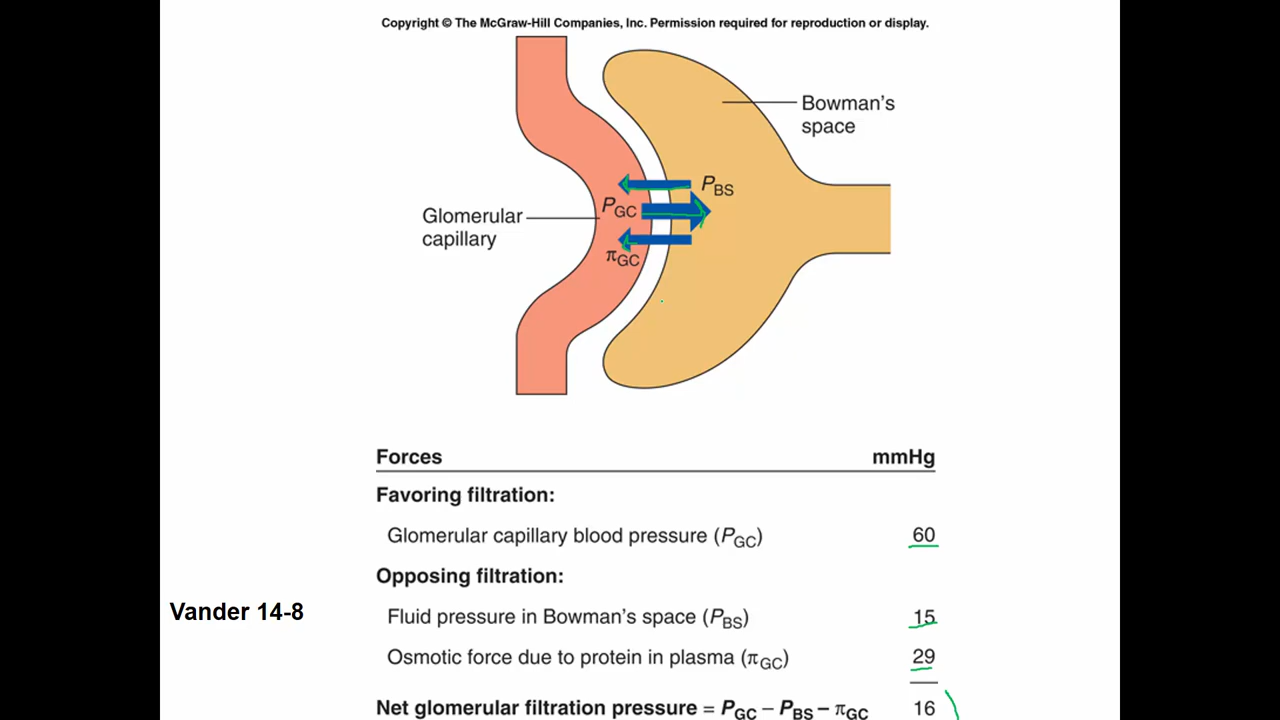 Copyright © The McGraw-Hill Companies, Inc. Permission required for reproduction or display.
Bowman's
space
P_BS
P_GC
Glomerular
capillary
π_GC
Forces mmHg
Favoring filtration:
Glomerular capillary blood pressure (P_GC) 60
Opposing filtration:
Vander 14-8
Fluid pressure in Bowman's space (P_BS) 15
Osmotic force due to protein in plasma (π_GC) 29
Net glomerular filtration pressure = P_GC – P_BS – π_GC 16